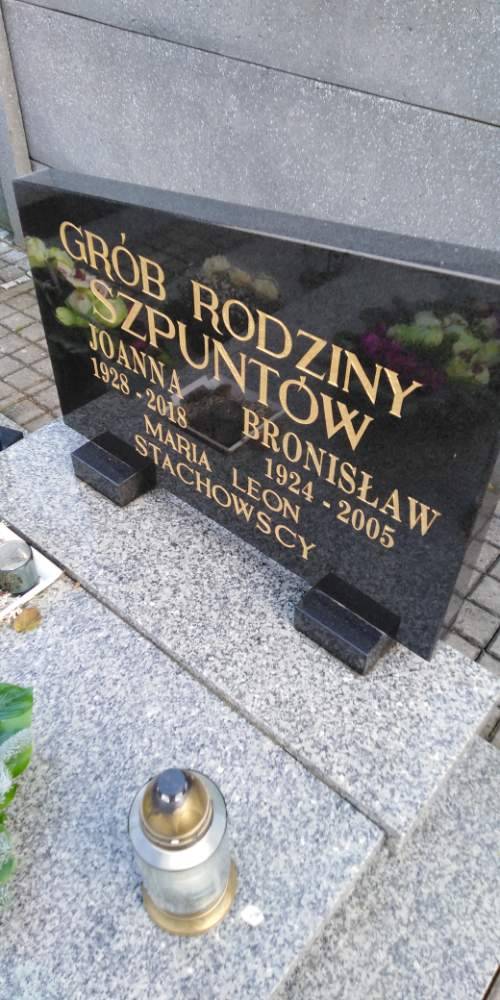 GRÓB RODZINY
SZPUNTÓW
JOANNA BRONISŁAW
1928 - 2018 1924 - 2005
MARIA LEON
STACHOWSCY